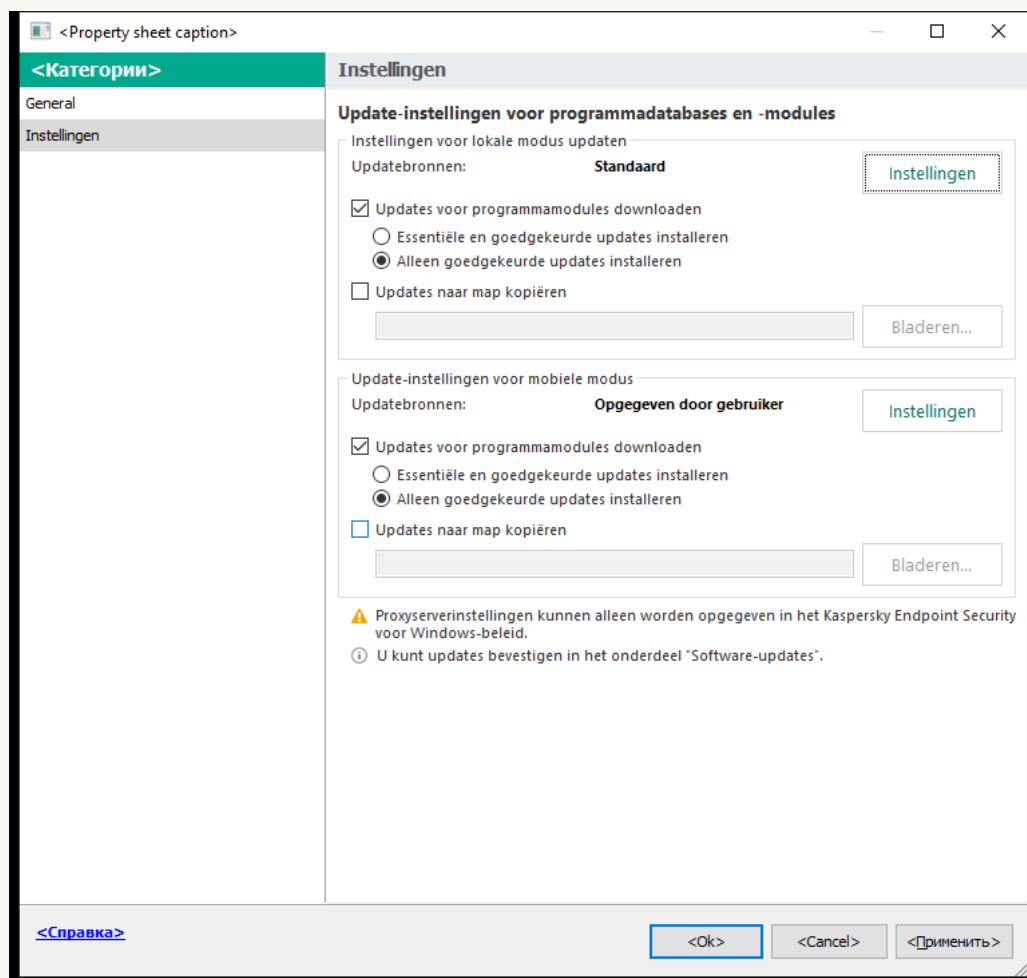 <Property sheet caption>
<Категории>
General
Instellingen
Instellingen
Update-instellingen voor programmadatabases en -modules
Instellingen voor lokale modus updaten
Updatebronnen: Standaard Instellingen
Updates voor programmamodules downloaden
Essentiële en goedgekeurde updates installeren
Alleen goedgekeurde updates installeren
Updates naar map kopiëren
Bladeren...
Update-instellingen voor mobiele modus
Updatebronnen: Opgegeven door gebruiker Instellingen
Updates voor programmamodules downloaden
Essentiële en goedgekeurde updates installeren
Alleen goedgekeurde updates installeren
Updates naar map kopiëren
Bladeren...
Proxyserverinstellingen kunnen alleen worden opgegeven in het Kaspersky Endpoint Security
voor Windows-beleid.
U kunt updates bevestigen in het onderdeel "Software-updates".
<Справка>
<Ok> <Cancel> <Применить>